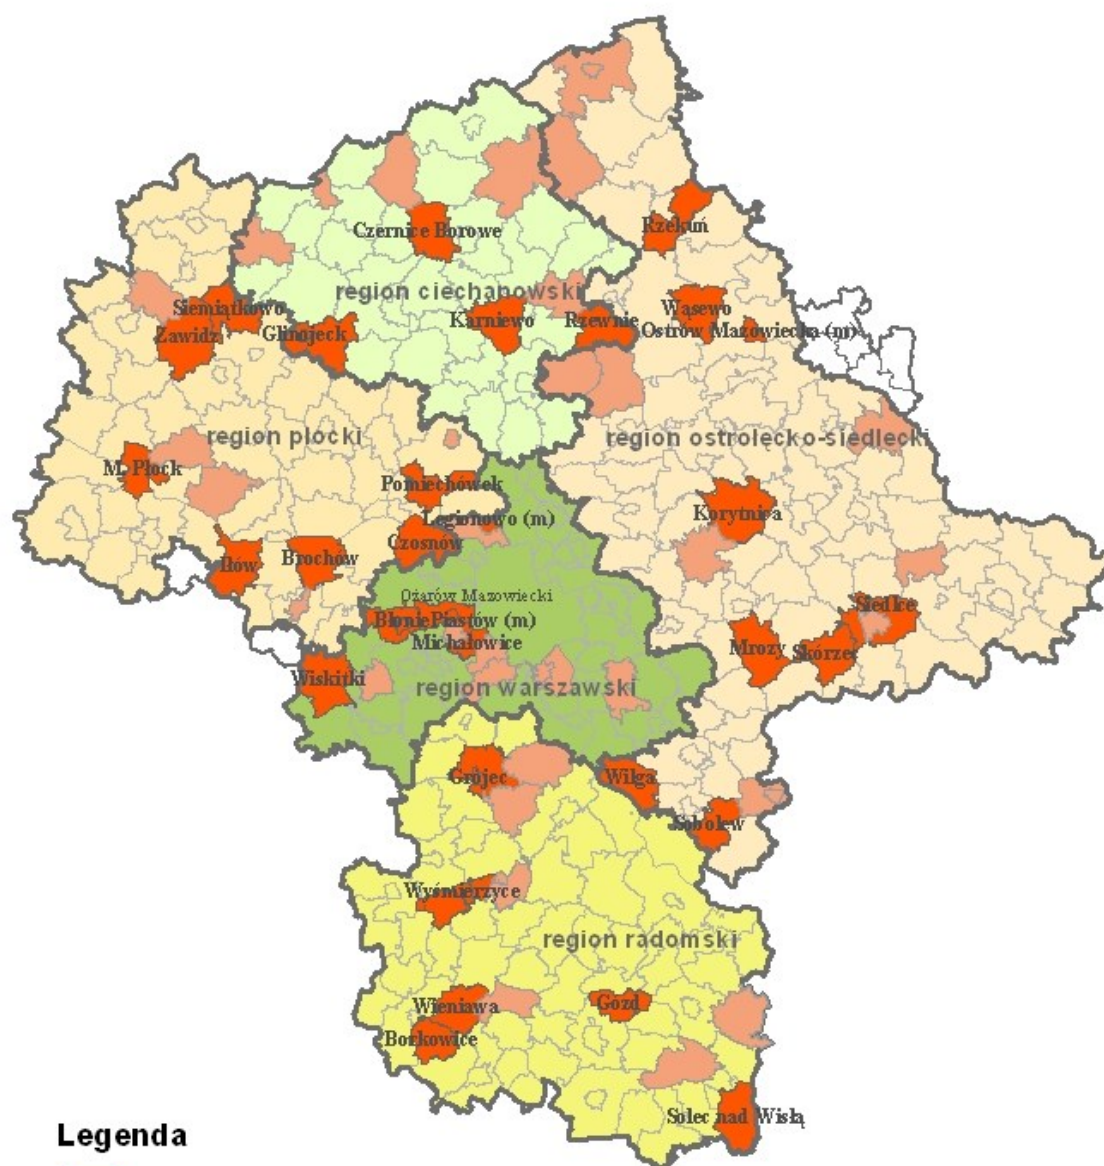 Czernice Borowe
Rzekuń
region ciechanowski
Siemiątkowo
Wąsewo
Zawidz
Glinojeck
Karniewo
Rzewnie
Ostrów Mazowiecka (m)
region płocki
region ostrołęcko-siedlecki
M. Płock
Pomiechówek
Korytnica
Legionowo (m)
Czosnów
Iłów
Brochów
Ożarów Mazowiecki
Błonie
Piastów (m)
Siedlce
Michałowice
Mrozy
Skórzec
Wiskitki
region warszawski
Grójec
Wilga
Sobolew
Wyśmierzyce
region radomski
Wieniawa
Gózd
Borkowice
Solec nad Wisłą
Legenda